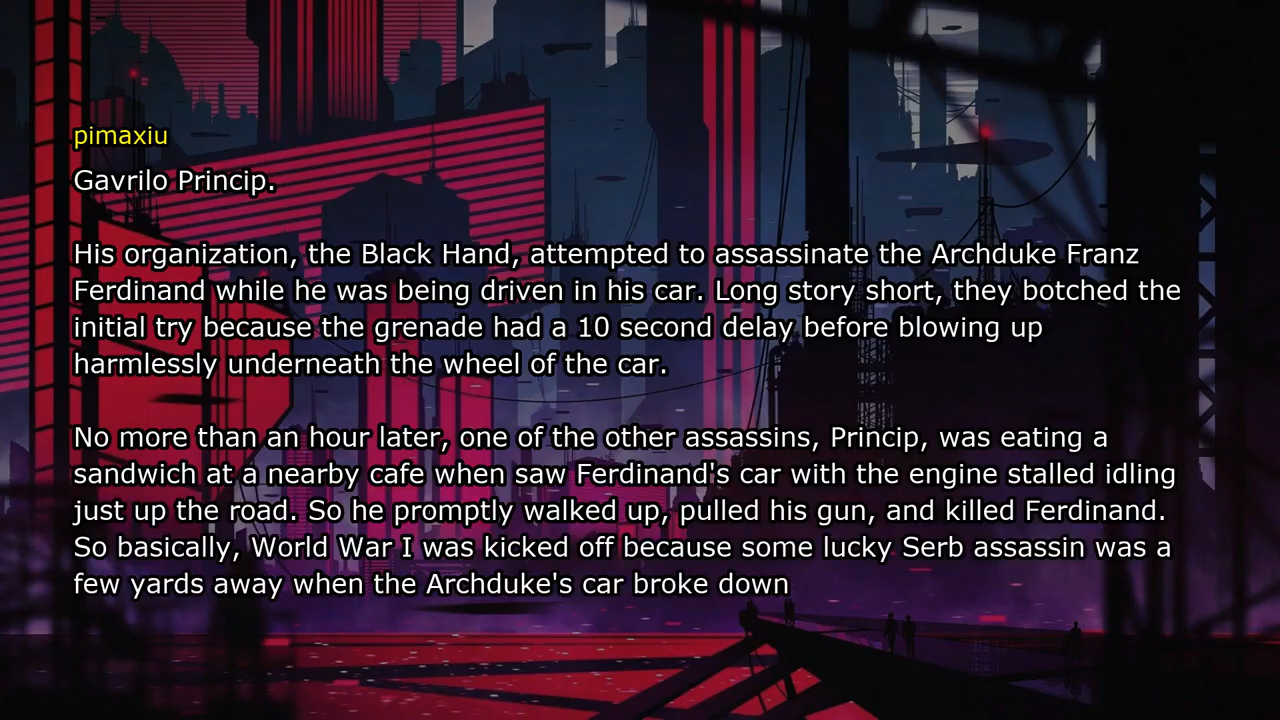 pimaxiu
Gavrilo Princip.
His organization, the Black Hand, attempted to assassinate the Archduke Franz
Ferdinand while he was being driven in his car. Long story short, they botched the
initial try because the grenade had a 10 second delay before blowing up
harmlessly underneath the wheel of the car.
No more than an hour later, one of the other assassins, Princip, was eating a
sandwich at a nearby cafe when saw Ferdinand's car with the engine stalled idling
just up the road. So he promptly walked up, pulled his gun, and killed Ferdinand.
So basically, World War I was kicked off because some lucky Serb assassin was a
few yards away when the Archduke's car broke down